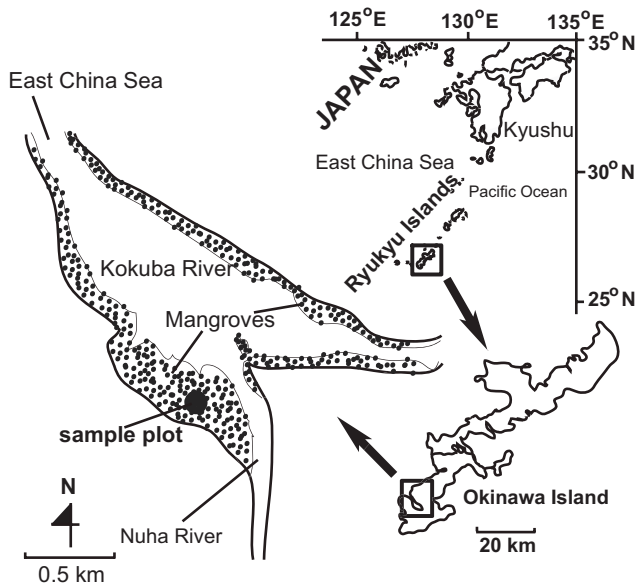 125°E 130°E 135°E
35°N
East China Sea
JAPAN
Kyushu
East China Sea
30°N
Pacific Ocean
Ryukyu Islands
Kokuba River
25°N
Mangroves
sample plot
N
Okinawa Island
Nuha River
20 km
0.5 km